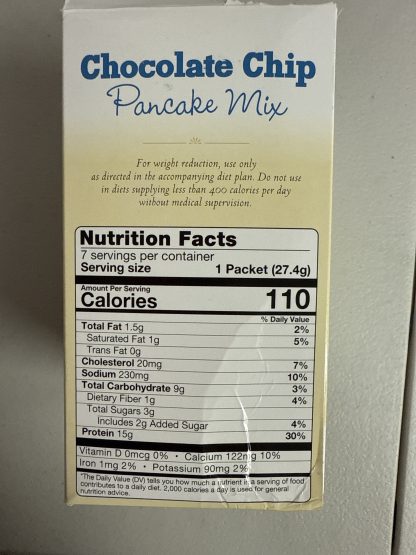 Chocolate Chip
Pancake Mix
For weight reduction, use only
as directed in the accompanying diet plan. Do not use
in diets supplying less than 400 calories per day
without medical supervision.
Nutrition Facts
7 servings per container
Serving size 1 Packet (27.4g)
Amount Per Serving
Calories 110
% Daily Value
Total Fat 1.5g 2%
Saturated Fat 1g 5%
Trans Fat 0g
Cholesterol 20mg 7%
Sodium 230mg 10%
Total Carbohydrate 9g 3%
Dietary Fiber 1g 4%
Total Sugars 3g
Includes 2g Added Sugar 4%
Protein 15g 30%
Vitamin D 0mcg 0% • Calcium 122mg 10%
Iron 1mg 2% • Potassium 90mg 2%
*The Daily Value (DV) tells you how much a nutrient in a serving of food
contributes to a daily diet. 2,000 calories a day is used for general
nutrition advice.